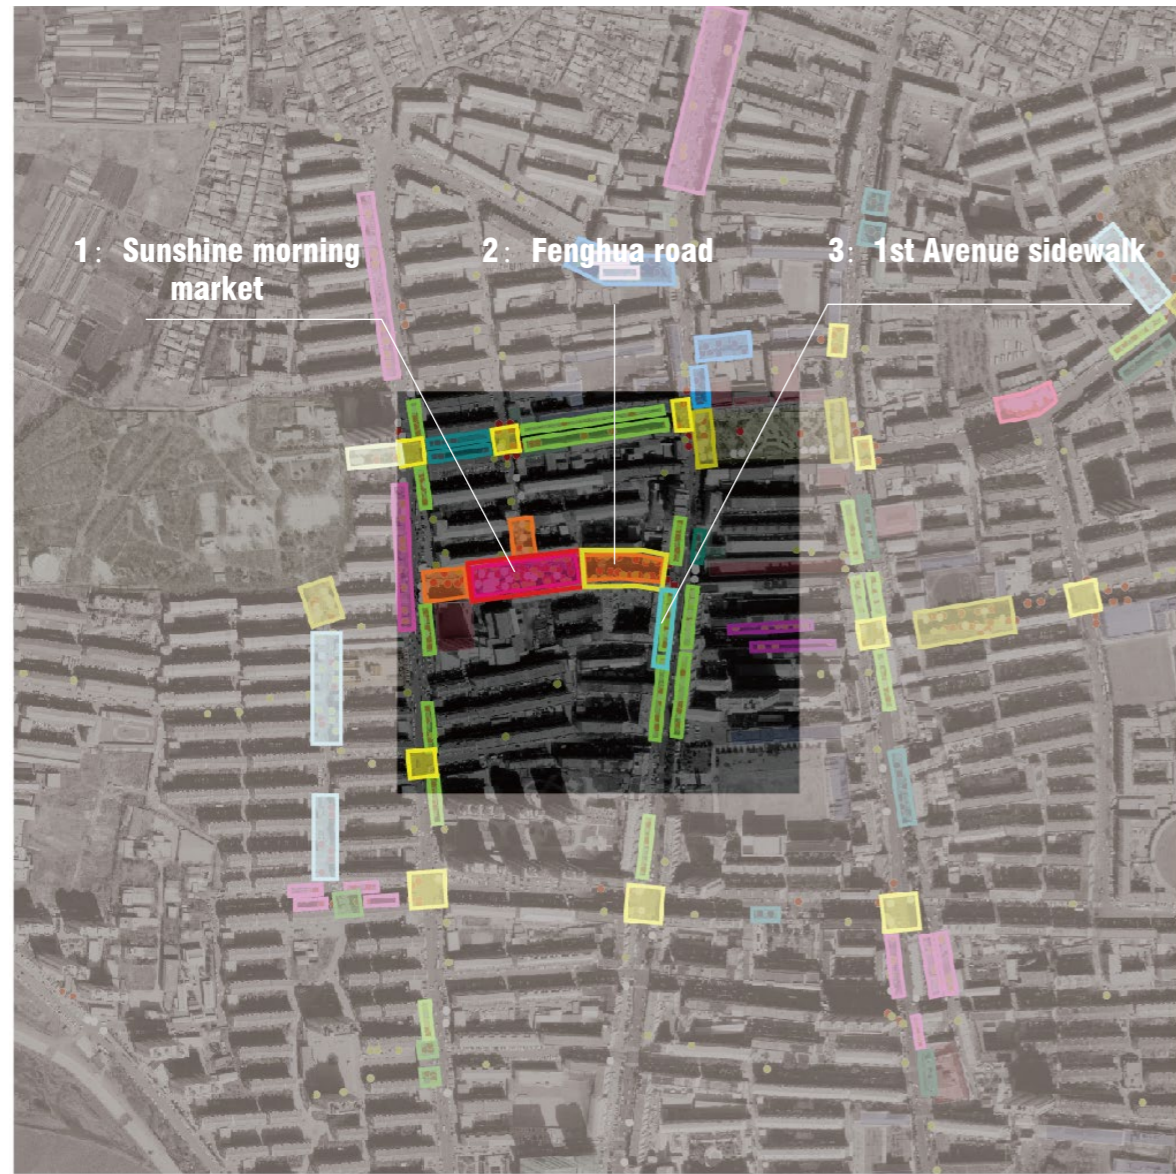 1： Sunshine morning
market
2： Fenghua road
3： 1st Avenue sidewalk